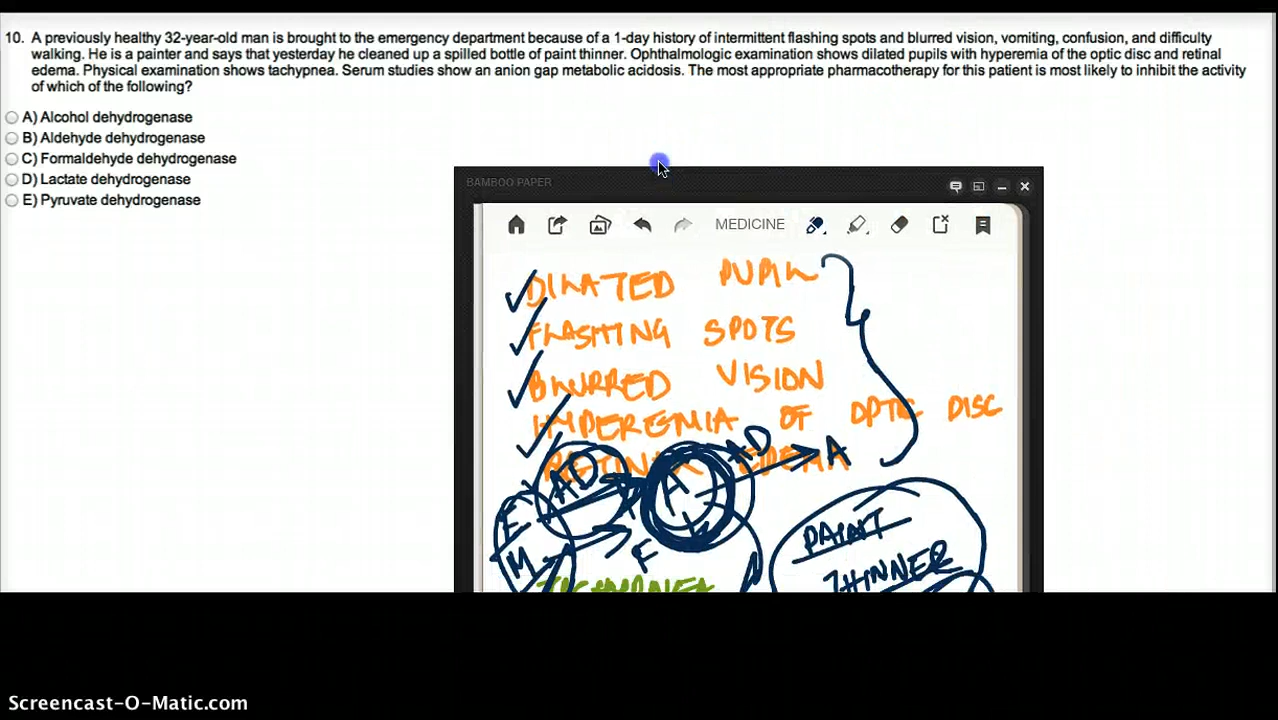 10. A previously healthy 32-year-old man is brought to the emergency department because of a 1-day history of intermittent flashing spots and blurred vision, vomiting, confusion, and difficulty
walking. He is a painter and says that yesterday he cleaned up a spilled bottle of paint thinner. Ophthalmologic examination shows dilated pupils with hyperemia of the optic disc and retinal
edema. Physical examination shows tachypnea. Serum studies show an anion gap metabolic acidosis. The most appropriate pharmacotherapy for this patient is most likely to inhibit the activity
of which of the following?
A) Alcohol dehydrogenase
B) Aldehyde dehydrogenase
C) Formaldehyde dehydrogenase
D) Lactate dehydrogenase
E) Pyruvate dehydrogenase
BAMBOO PAPER
MEDICINE
DILATED PUPIL
FLASHING SPOTS
BLURRED VISION
HYPEREMIA OF OPTIC DISC
RETINAL EDEMA
AD AD A
E A
M F
PAINT
THINNER
TACHYPNEA
Screencast-O-Matic.com